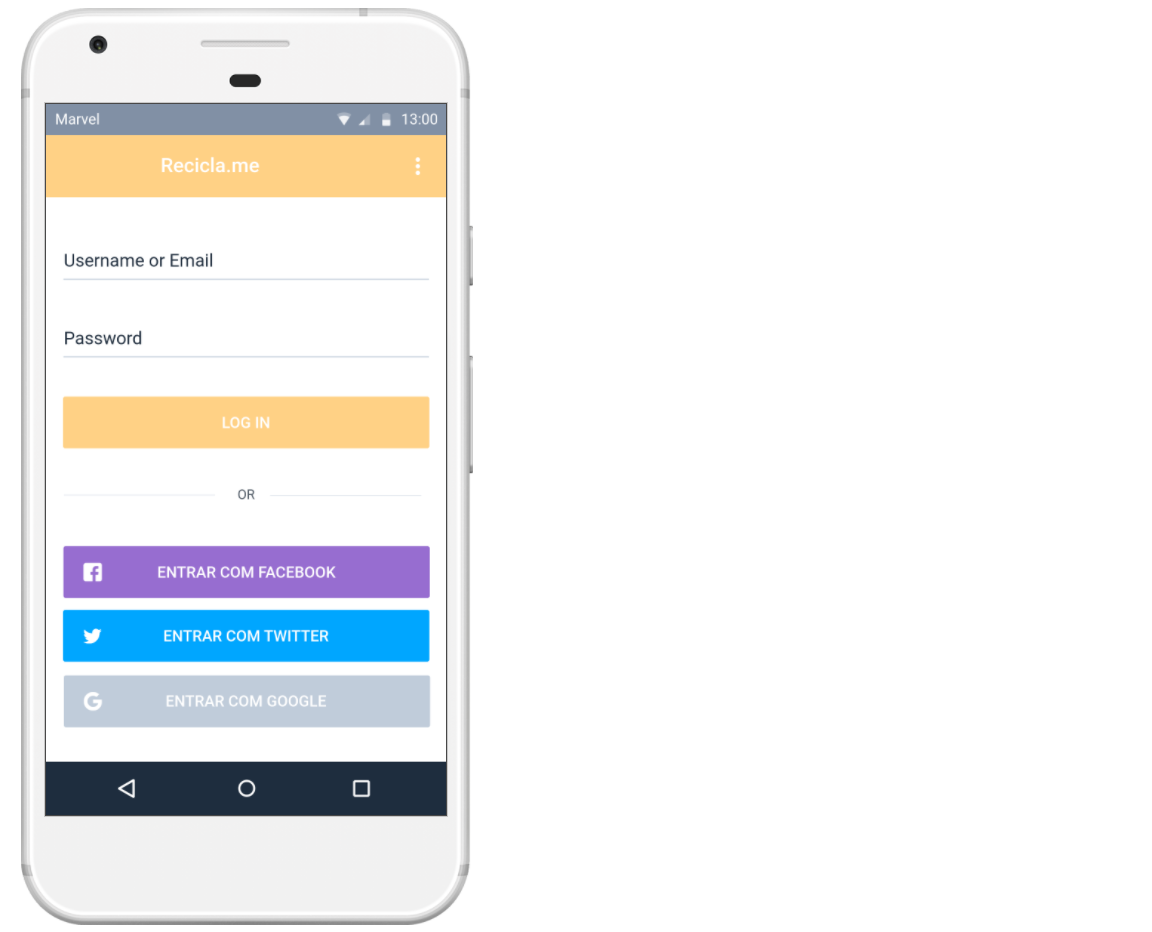 Marvel 13:00
Recicla.me
Username or Email
Password
LOG IN
OR
ENTRAR COM FACEBOOK
ENTRAR COM TWITTER
ENTRAR COM GOOGLE